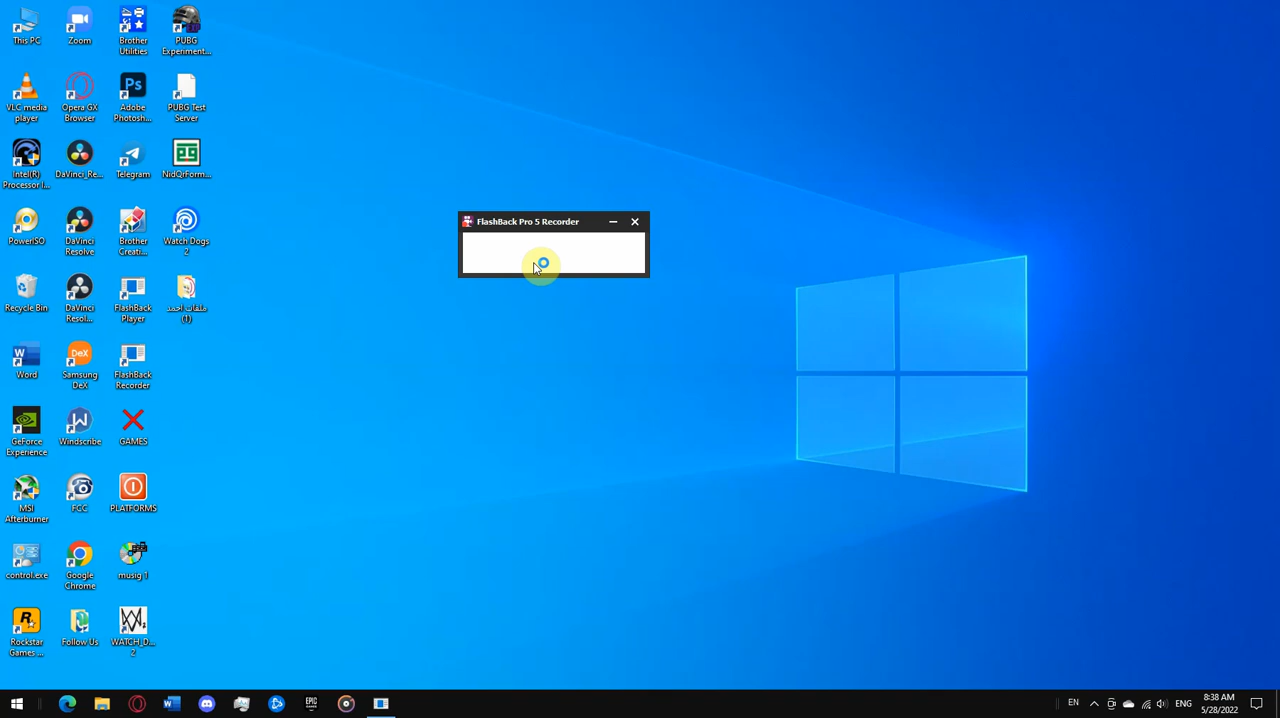 This PC
Zoom
Brother
Utilities
PUBG
Experiment...
VLC media
player
Opera GX
Browser
Adobe
Photosh...
PUBG Test
Server
Intel(R)
Processor I...
DaVinci_Re...
Telegram
NidQrForm...
PowerISO
DaVinci
Resolve
Brother
Creati...
Watch Dogs
2
Recycle Bin
DaVinci
Resol...
FlashBack
Player
ملفات احمد
(1)
Word
Samsung
DeX
FlashBack
Recorder
GeForce
Experience
Windscribe
GAMES
MSI
Afterburner
FCC
PLATFORMS
control.exe
Google
Chrome
musig 1
Rockstar
Games ...
Follow Us
WATCH_D...
2
FlashBack Pro 5 Recorder
EN
ENG
8:38 AM
5/28/2022